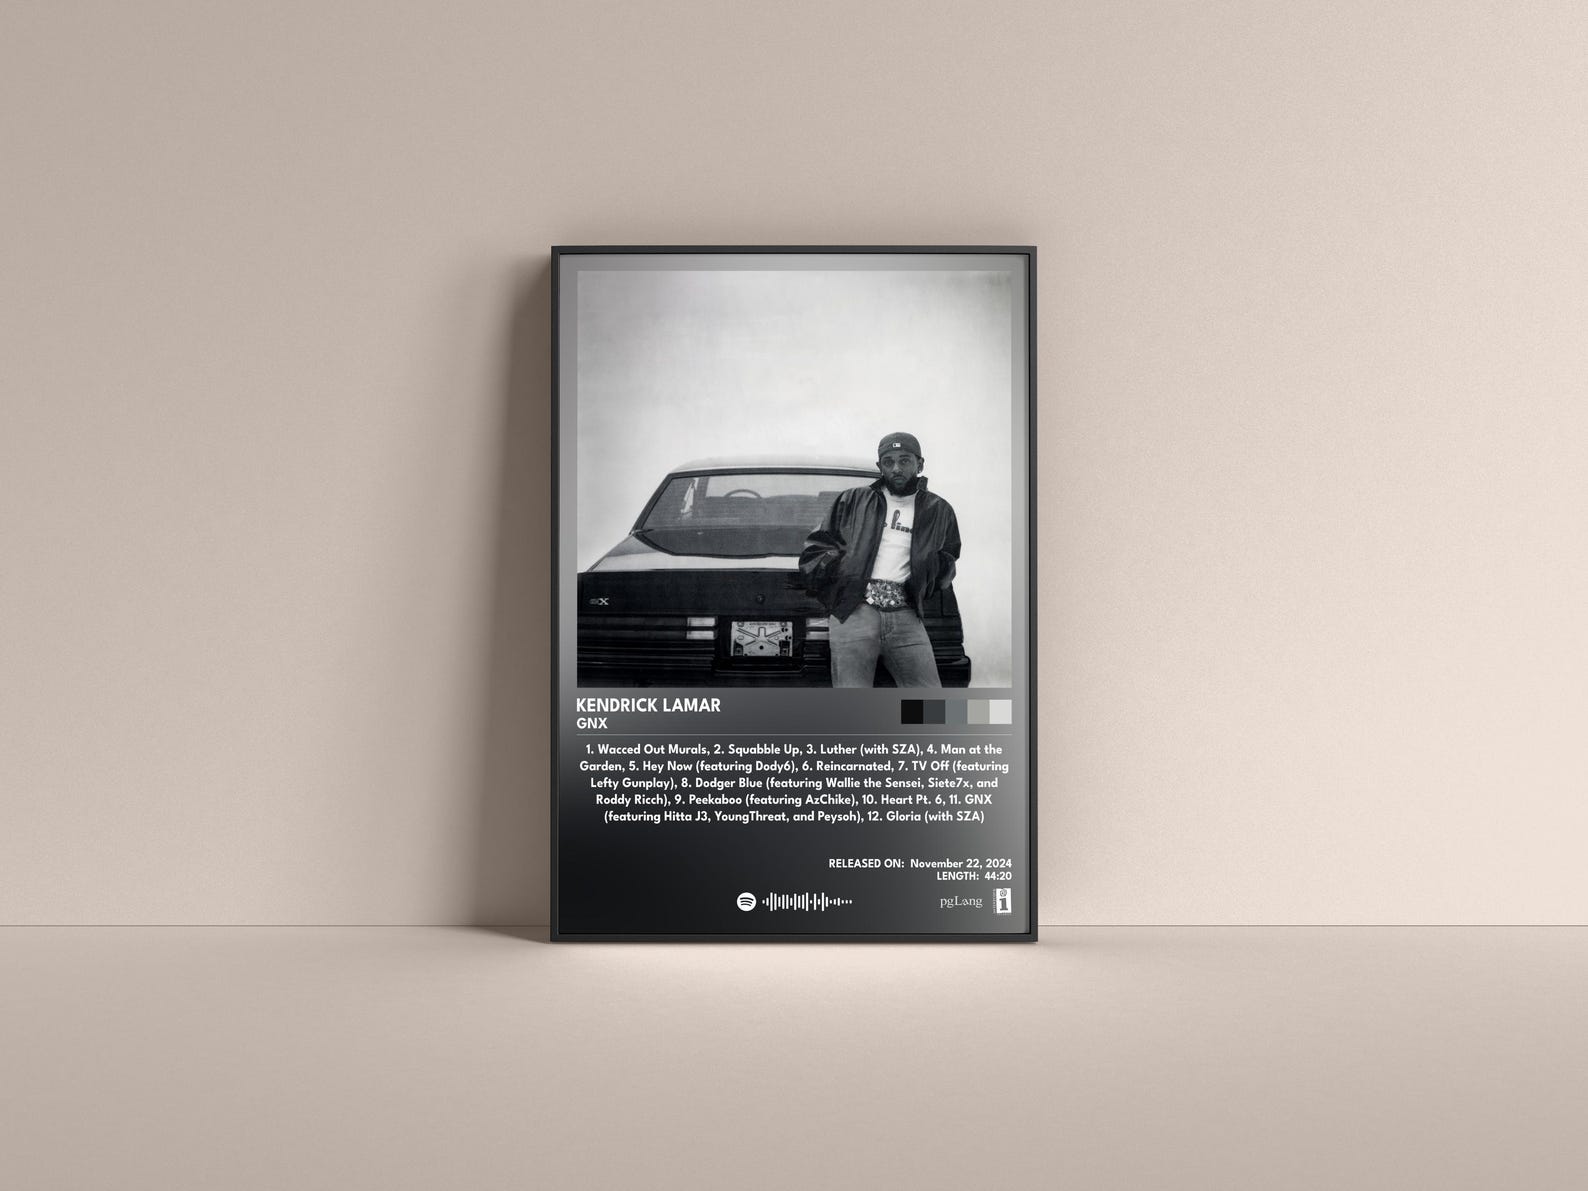 lin
KENDRICK LAMAR
GNX
1. Wacced Out Murals, 2. Squabble Up, 3. Luther (with SZA), 4. Man at the
Garden, 5. Hey Now (featuring Dody6), 6. Reincarnated, 7. TV Off (featuring
Lefty Gunplay), 8. Dodger Blue (featuring Wallie the Sensei, Siete7x, and
Roddy Ricch), 9. Peekaboo (featuring AzChike), 10. Heart Pt. 6, 11. GNX
(featuring Hitta J3, YoungThreat, and Peysoh), 12. Gloria (with SZA)
RELEASED ON: November 22, 2024
LENGTH: 44:20
pgLang
i